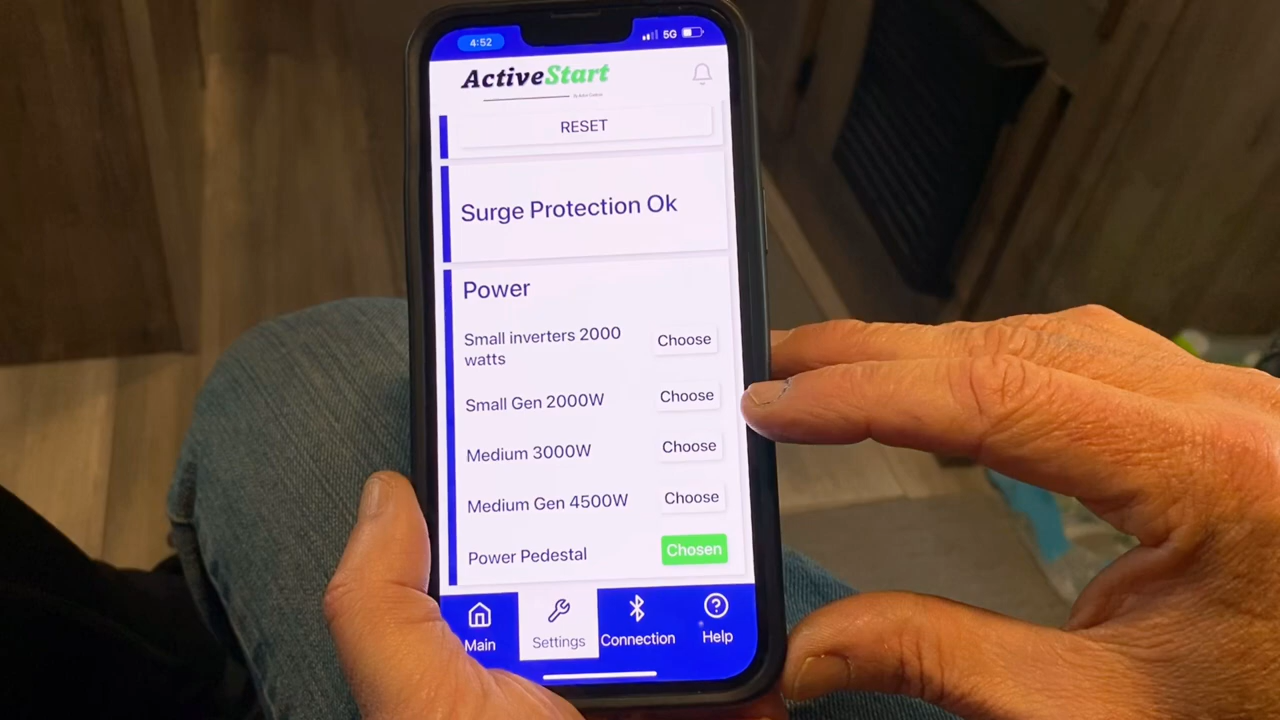 4:52
5G
ActiveStart
RESET
Surge Protection Ok
Power
Small inverters 2000
watts
Choose
Small Gen 2000W
Choose
Medium 3000W
Choose
Medium Gen 4500W
Choose
Power Pedestal
Chosen
Main
Settings
Connection
Help